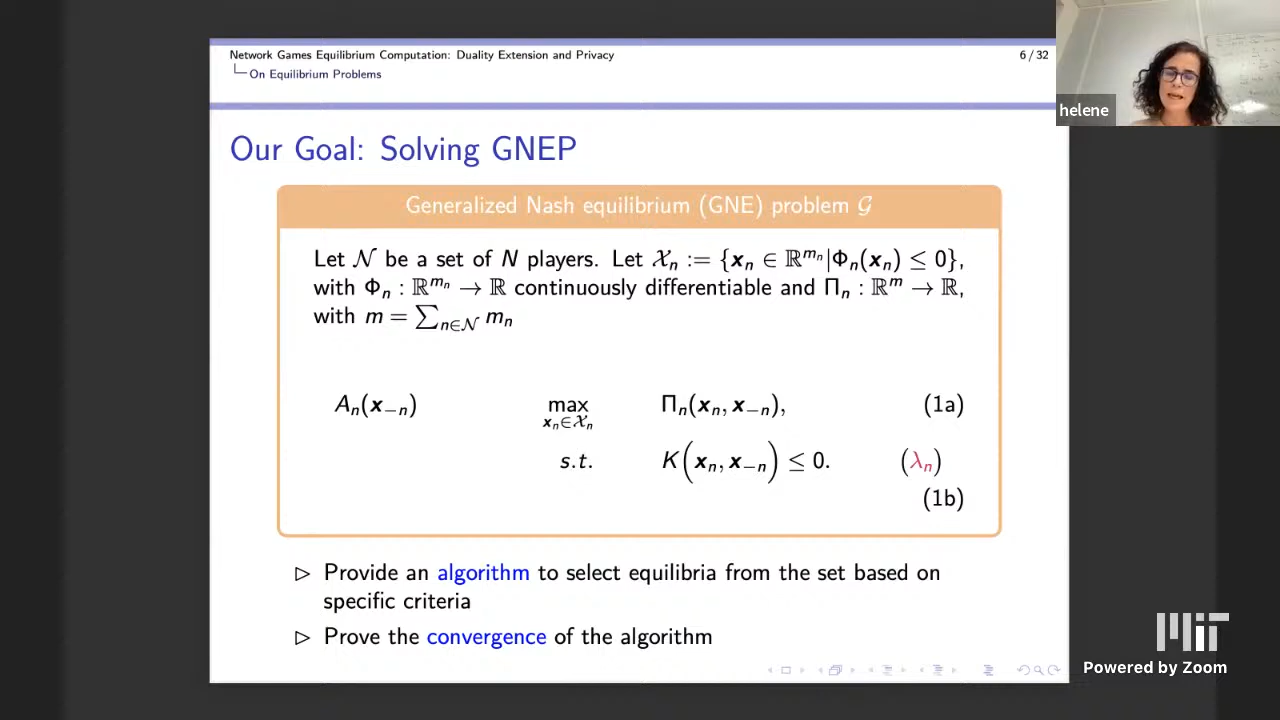 Network Games Equilibrium Computation: Duality Extension and Privacy
6 / 32
On Equilibrium Problems
helene
Our Goal: Solving GNEP
Generalized Nash equilibrium (GNE) problem 𝒢
Let 𝒩 be a set of N players. Let 𝒳ₙ := {xₙ ∈ ℝ^{mₙ}|Φₙ(xₙ) ≤ 0},
with Φₙ : ℝ^{mₙ} → ℝ continuously differentiable and Πₙ : ℝ^m → ℝ,
with m = ∑_{n∈𝒩} mₙ
Aₙ(x₋ₙ) max_{xₙ∈𝒳ₙ} Πₙ(xₙ, x₋ₙ), (1a)
s.t. K(xₙ, x₋ₙ) ≤ 0. (λₙ)
(1b)
▷ Provide an algorithm to select equilibria from the set based on
specific criteria
▷ Prove the convergence of the algorithm
MIT
Powered by Zoom